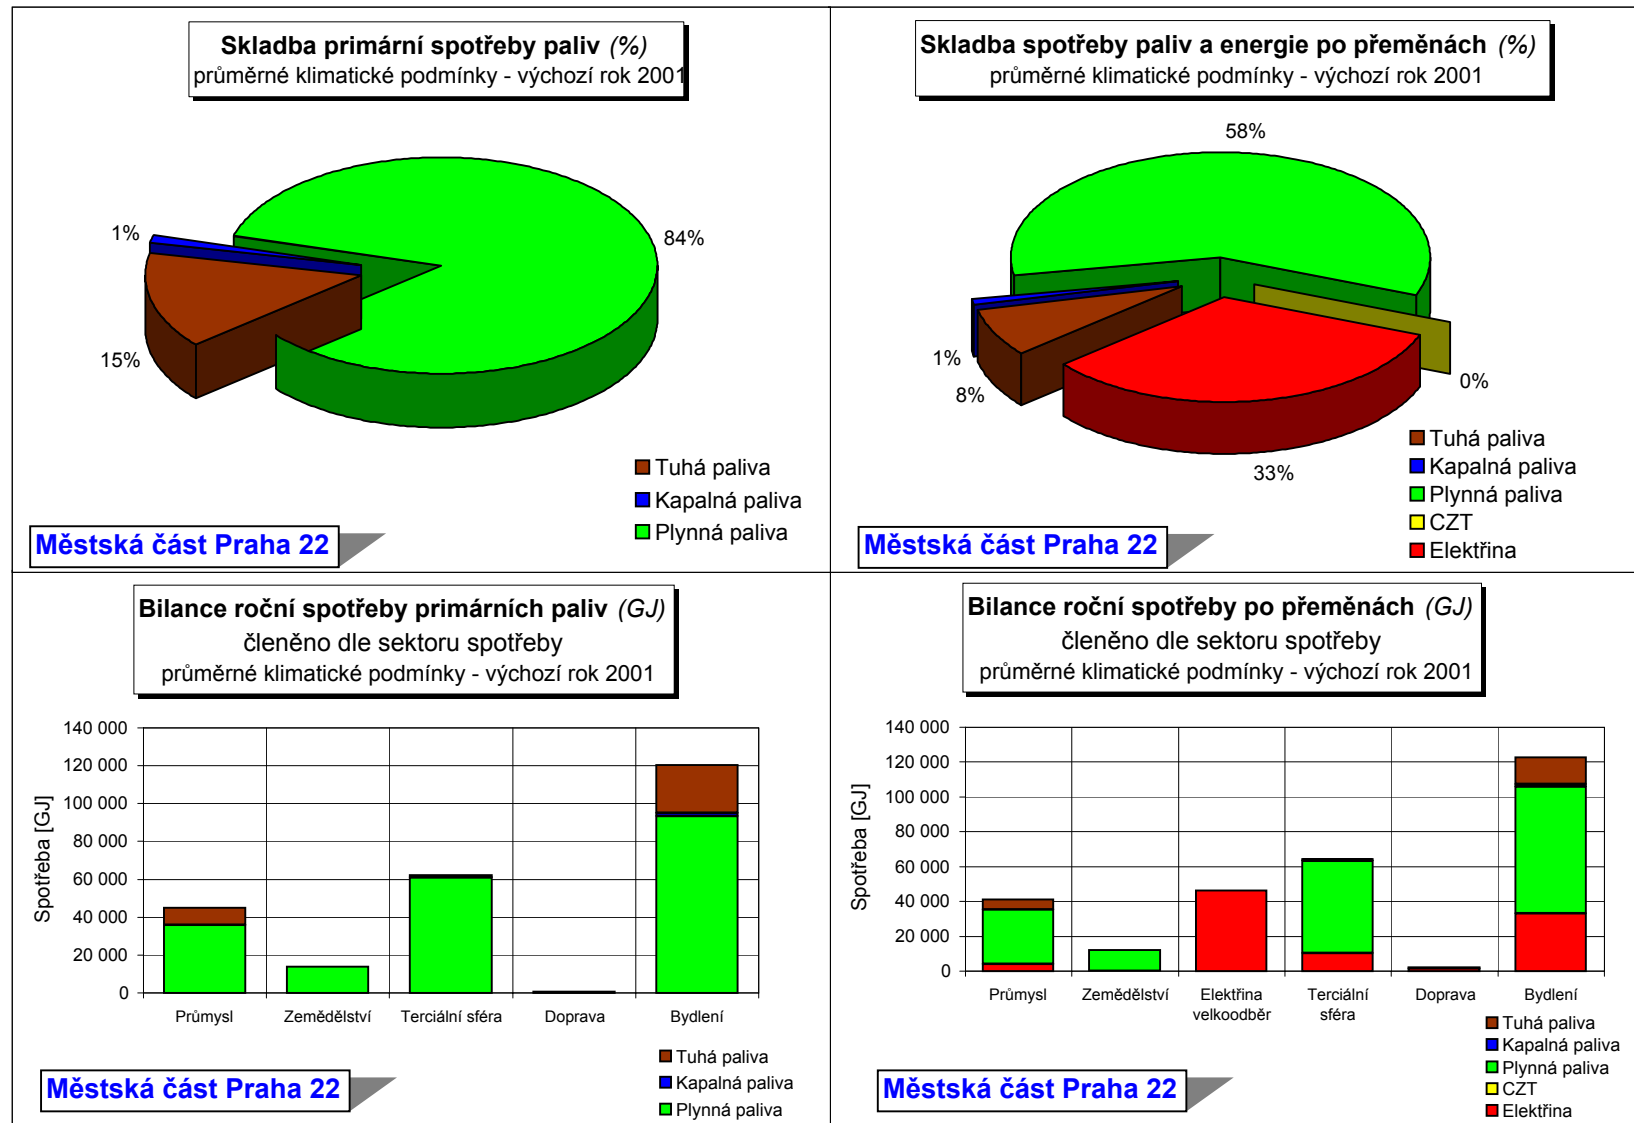 Skladba primární spotřeby paliv (%)
průměrné klimatické podmínky - výchozí rok 2001
1%
84%
15%
Tuhá paliva
Kapalná paliva
Plynná paliva
Městská část Praha 22
Skladba spotřeby paliv a energie po přeměnách (%)
průměrné klimatické podmínky - výchozí rok 2001
58%
1%
8%
0%
33%
Tuhá paliva
Kapalná paliva
Plynná paliva
CZT
Elektřina
Městská část Praha 22
Bilance roční spotřeby primárních paliv (GJ)
členěno dle sektoru spotřeby
průměrné klimatické podmínky - výchozí rok 2001
Spotřeba [GJ]
140 000
120 000
100 000
80 000
60 000
40 000
20 000
0
Průmysl Zemědělství Terciální sféra Doprava Bydlení
Tuhá paliva
Kapalná paliva
Plynná paliva
Městská část Praha 22
Bilance roční spotřeby po přeměnách (GJ)
členěno dle sektoru spotřeby
průměrné klimatické podmínky - výchozí rok 2001
Spotřeba [GJ]
140 000
120 000
100 000
80 000
60 000
40 000
20 000
0
Průmysl Zemědělství Elektřina Terciální Doprava Bydlení
velkoodběr sféra
Tuhá paliva
Kapalná paliva
Plynná paliva
CZT
Elektřina
Městská část Praha 22